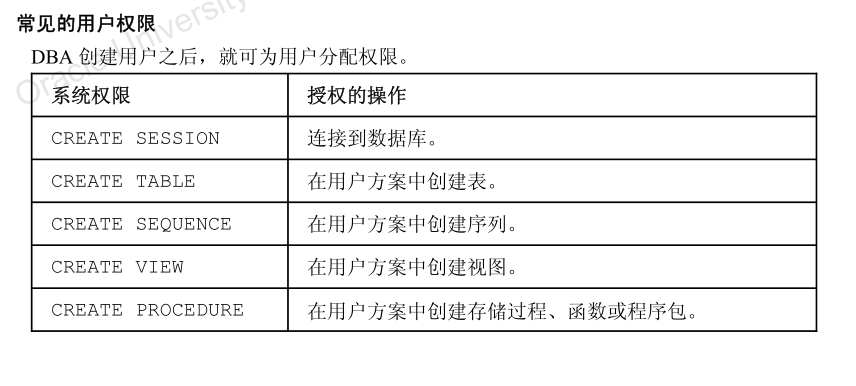 常见的用户权限
DBA 创建用户之后，就可为用户分配权限。
系统权限 授权的操作
CREATE SESSION 连接到数据库。
CREATE TABLE 在用户方案中创建表。
CREATE SEQUENCE 在用户方案中创建序列。
CREATE VIEW 在用户方案中创建视图。
CREATE PROCEDURE 在用户方案中创建存储过程、函数或程序包。
Oracle University